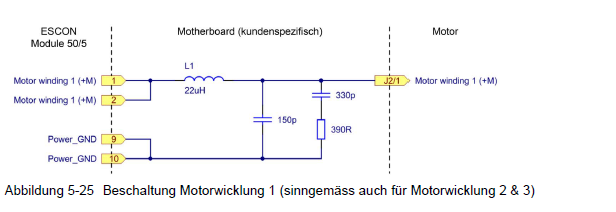 ESCON Motherboard (kundenspezifisch) Motor
Module 50/5
L1
Motor winding 1 (+M) 1 J2/1 Motor winding 1 (+M)
22uH
330p
Motor winding 1 (+M) 2
150p
390R
Power_GND 9
Power_GND 10
Abbildung 5-25 Beschaltung Motorwicklung 1 (sinngemäss auch für Motorwicklung 2 & 3)